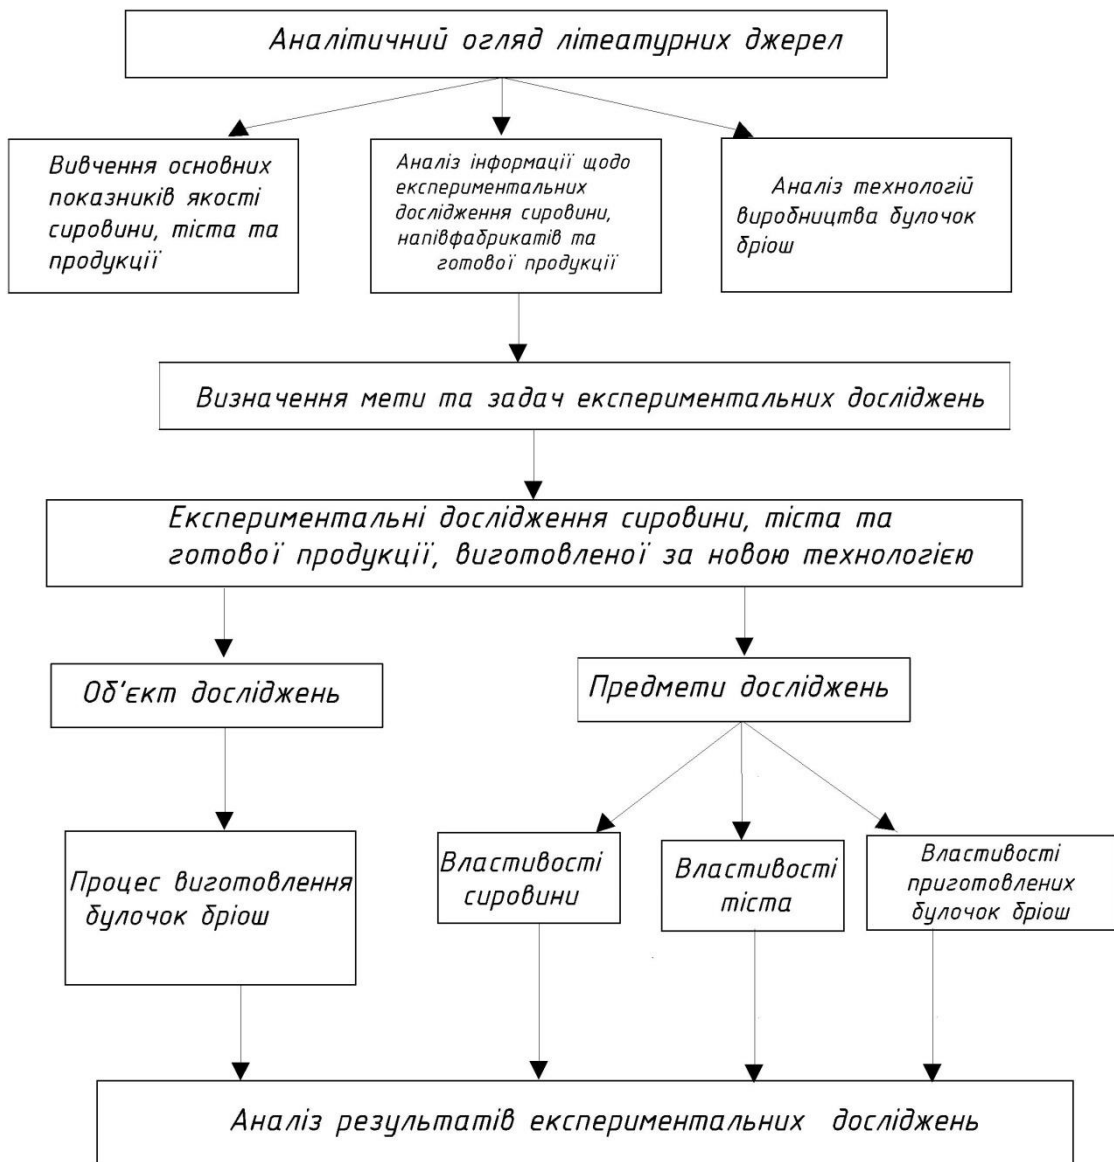 Аналітичний огляд літеатурних джерел
Вивчення основних
показників якості
сировини, тіста та
продукції
Аналіз інформації щодо
експериментальних
дослідження сировини,
напівфабрикатів та
готової продукції
Аналіз технологій
виробництва булочок
бріош
Визначення мети та задач експериментальних досліджень
Експериментальні дослідження сировини, тіста та
готової продукції, виготовленої за новою технологією
Об'єкт досліджень
Предмети досліджень
Процес виготовлення
булочок бріош
Властивості
сировини
Властивості
тіста
Властивості
приготовлених
булочок бріош
Аналіз результатів експериментальних досліджень